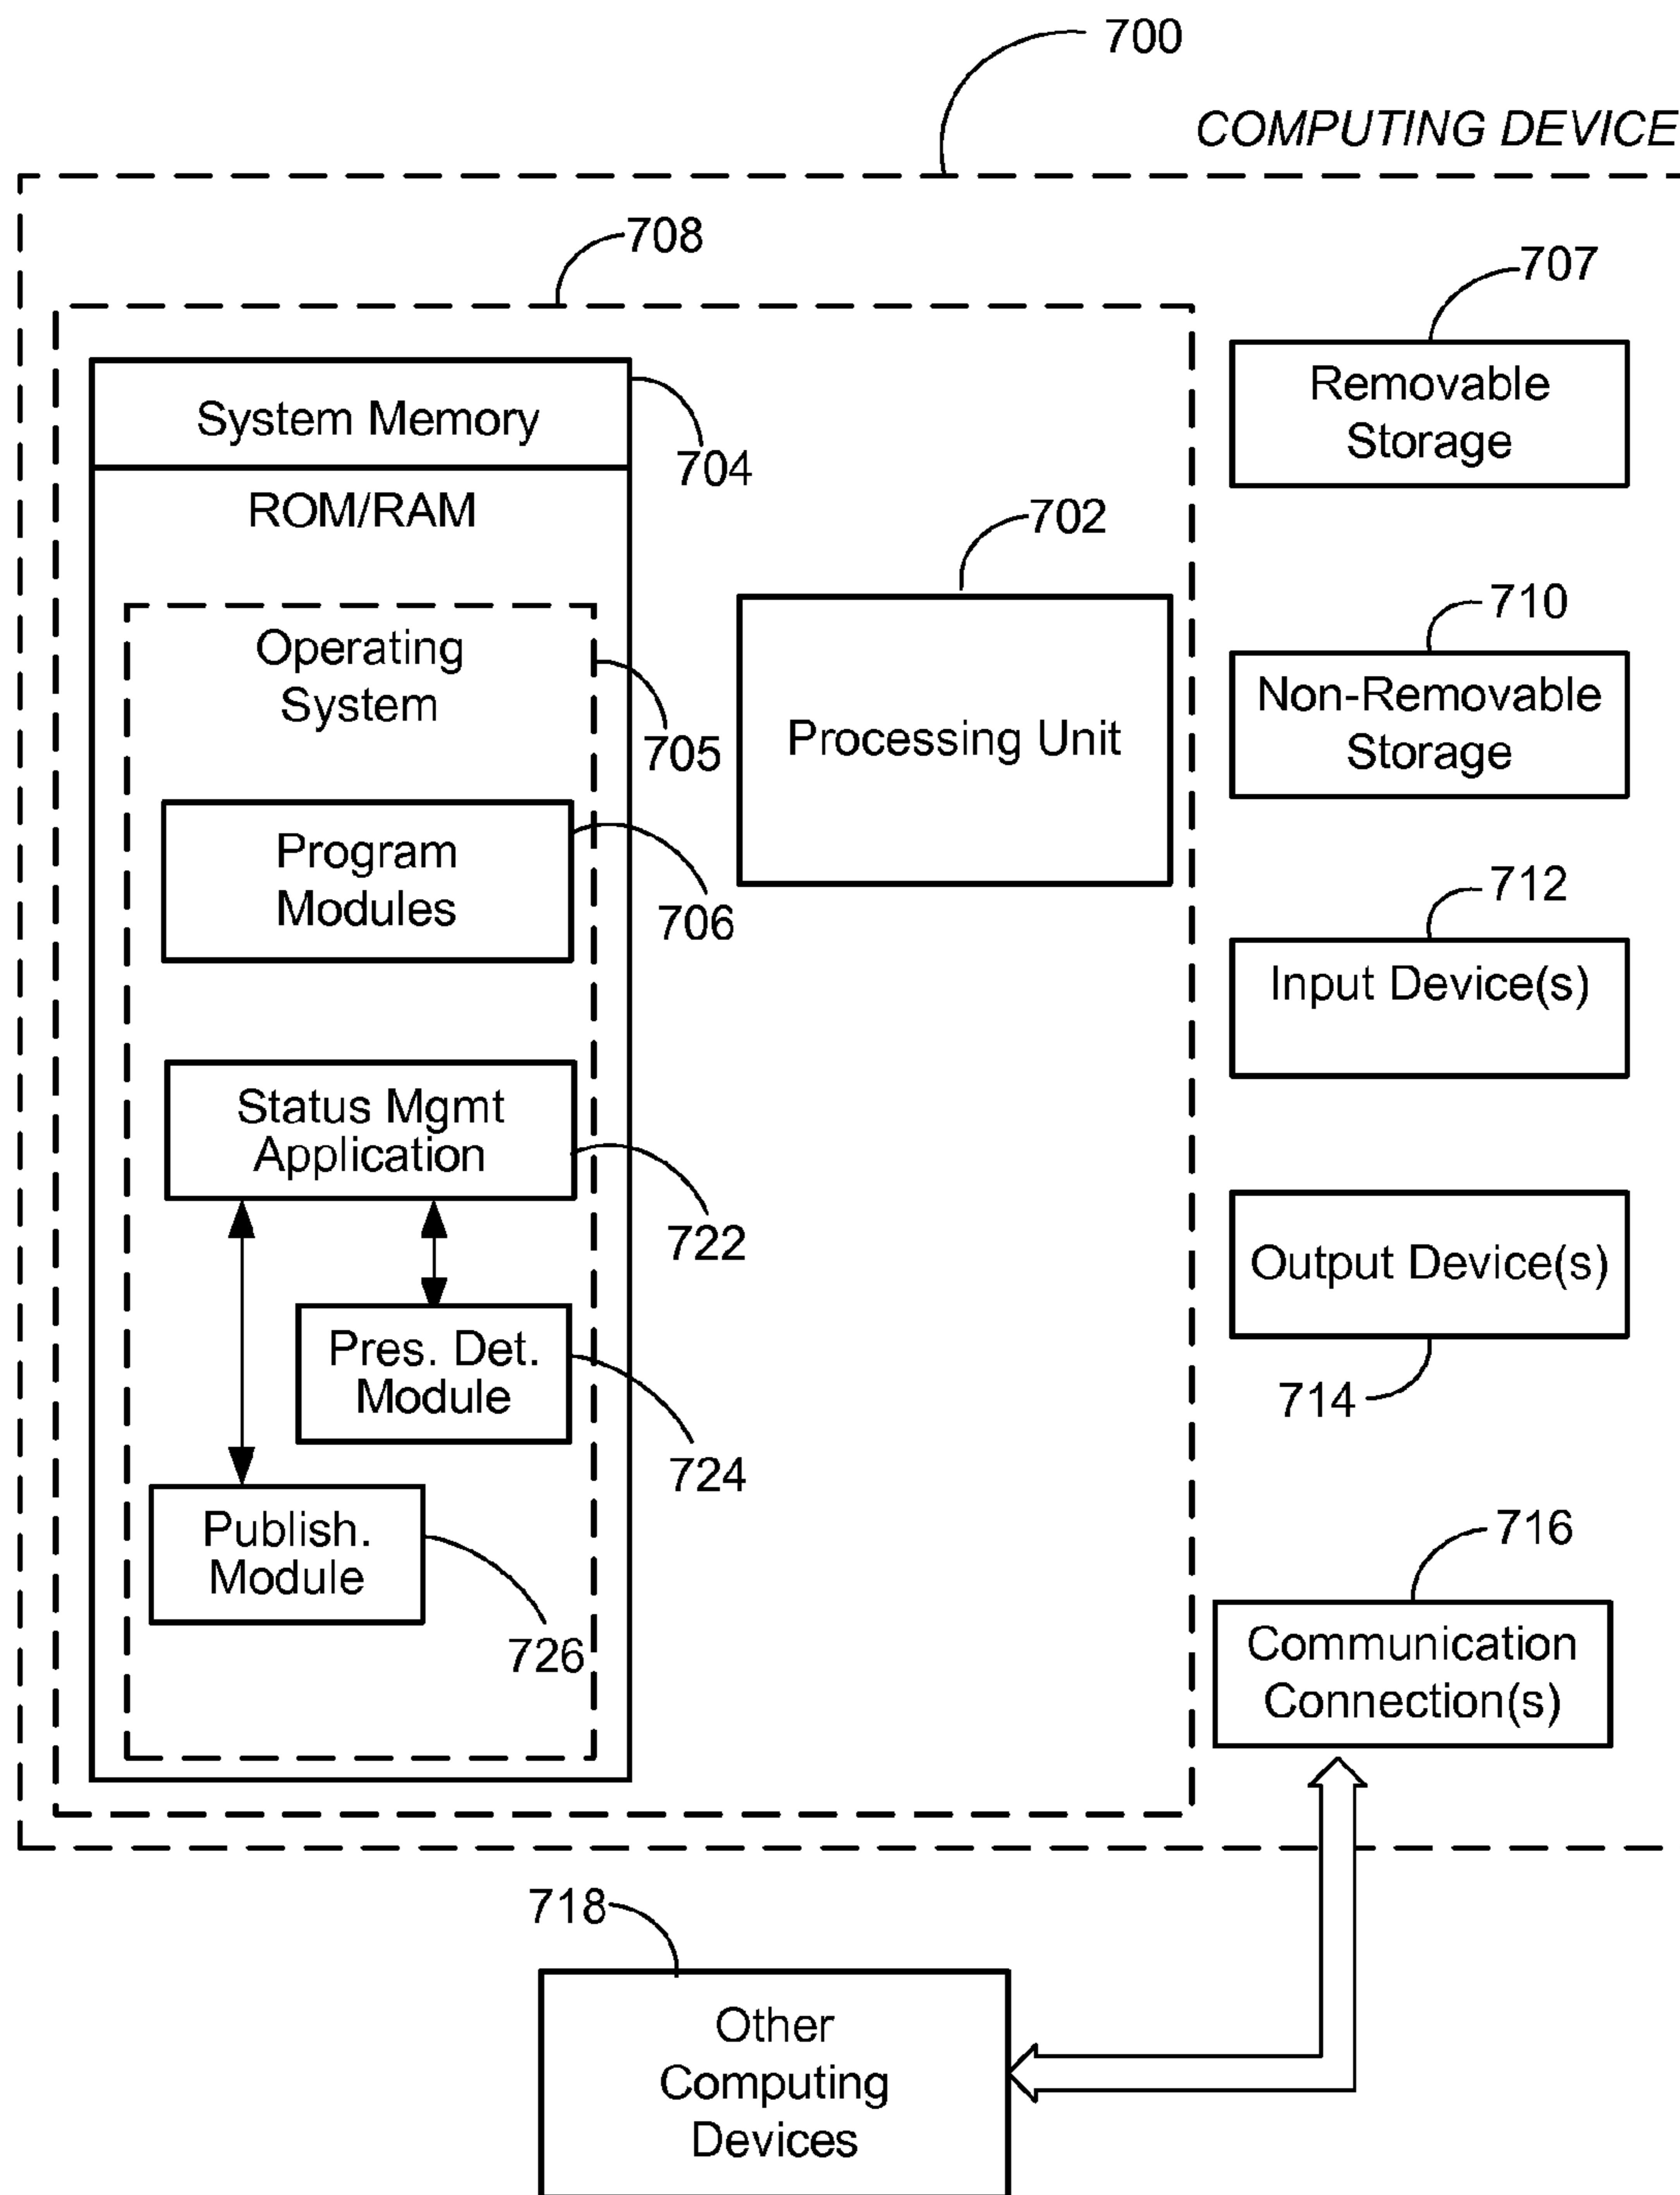 700
COMPUTING DEVICE
708
707
System Memory
704
ROM/RAM
Removable
Storage
702
Operating
System
705
Processing Unit
710
Non-Removable
Storage
Program
Modules
706
712
Input Device(s)
Status Mgmt
Application
722
Output Device(s)
714
Pres. Det.
Module
724
Publish.
Module
726
716
Communication
Connection(s)
718
Other
Computing
Devices